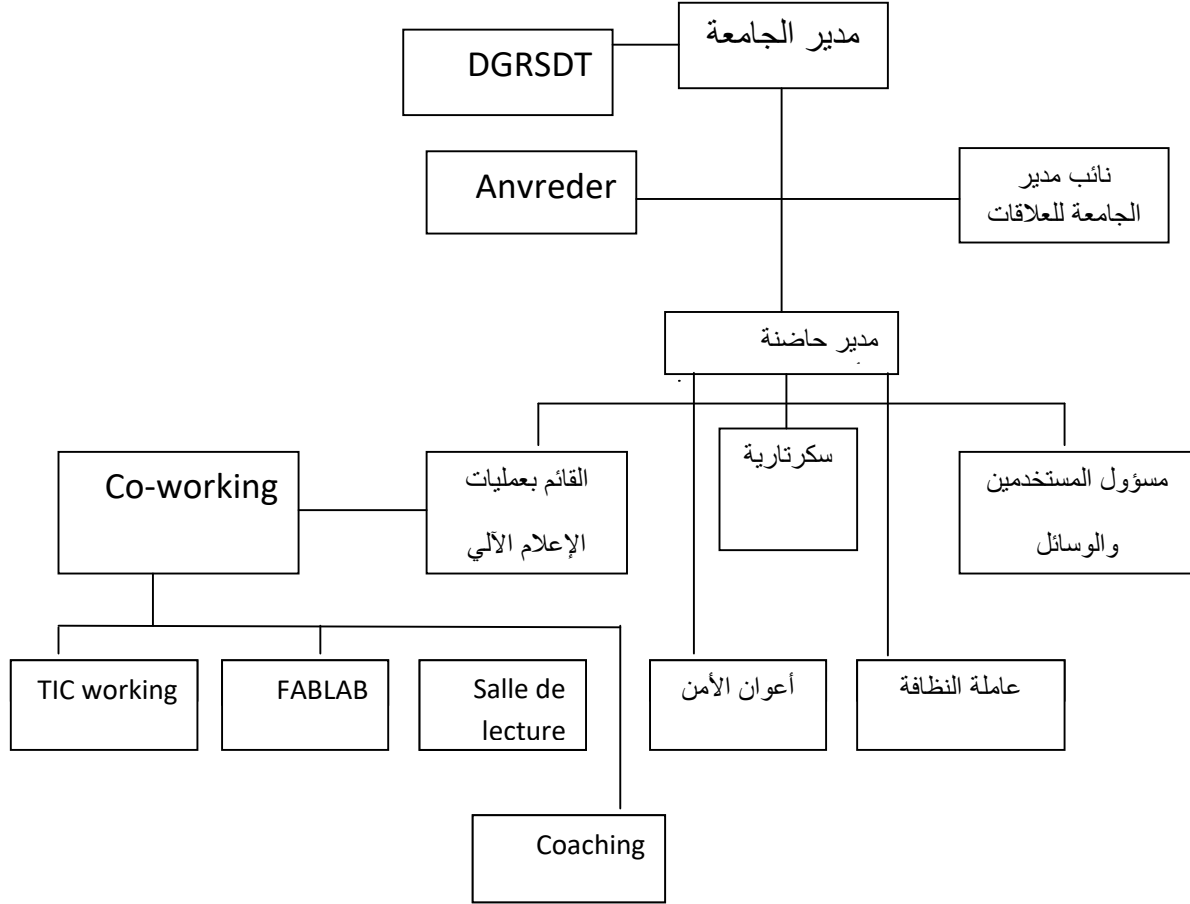 مدير الجامعة
DGRSDT
Anvreder
نائب مدير
الجامعة للعلاقات
مدير حاضنة
Co-working
القائم بعمليات
الإعلام الآلي
سكرتارية
مسؤول المستخدمين
والوسائل
TIC working
FABLAB
Salle de
lecture
أعوان الأمن
عاملة النظافة
Coaching